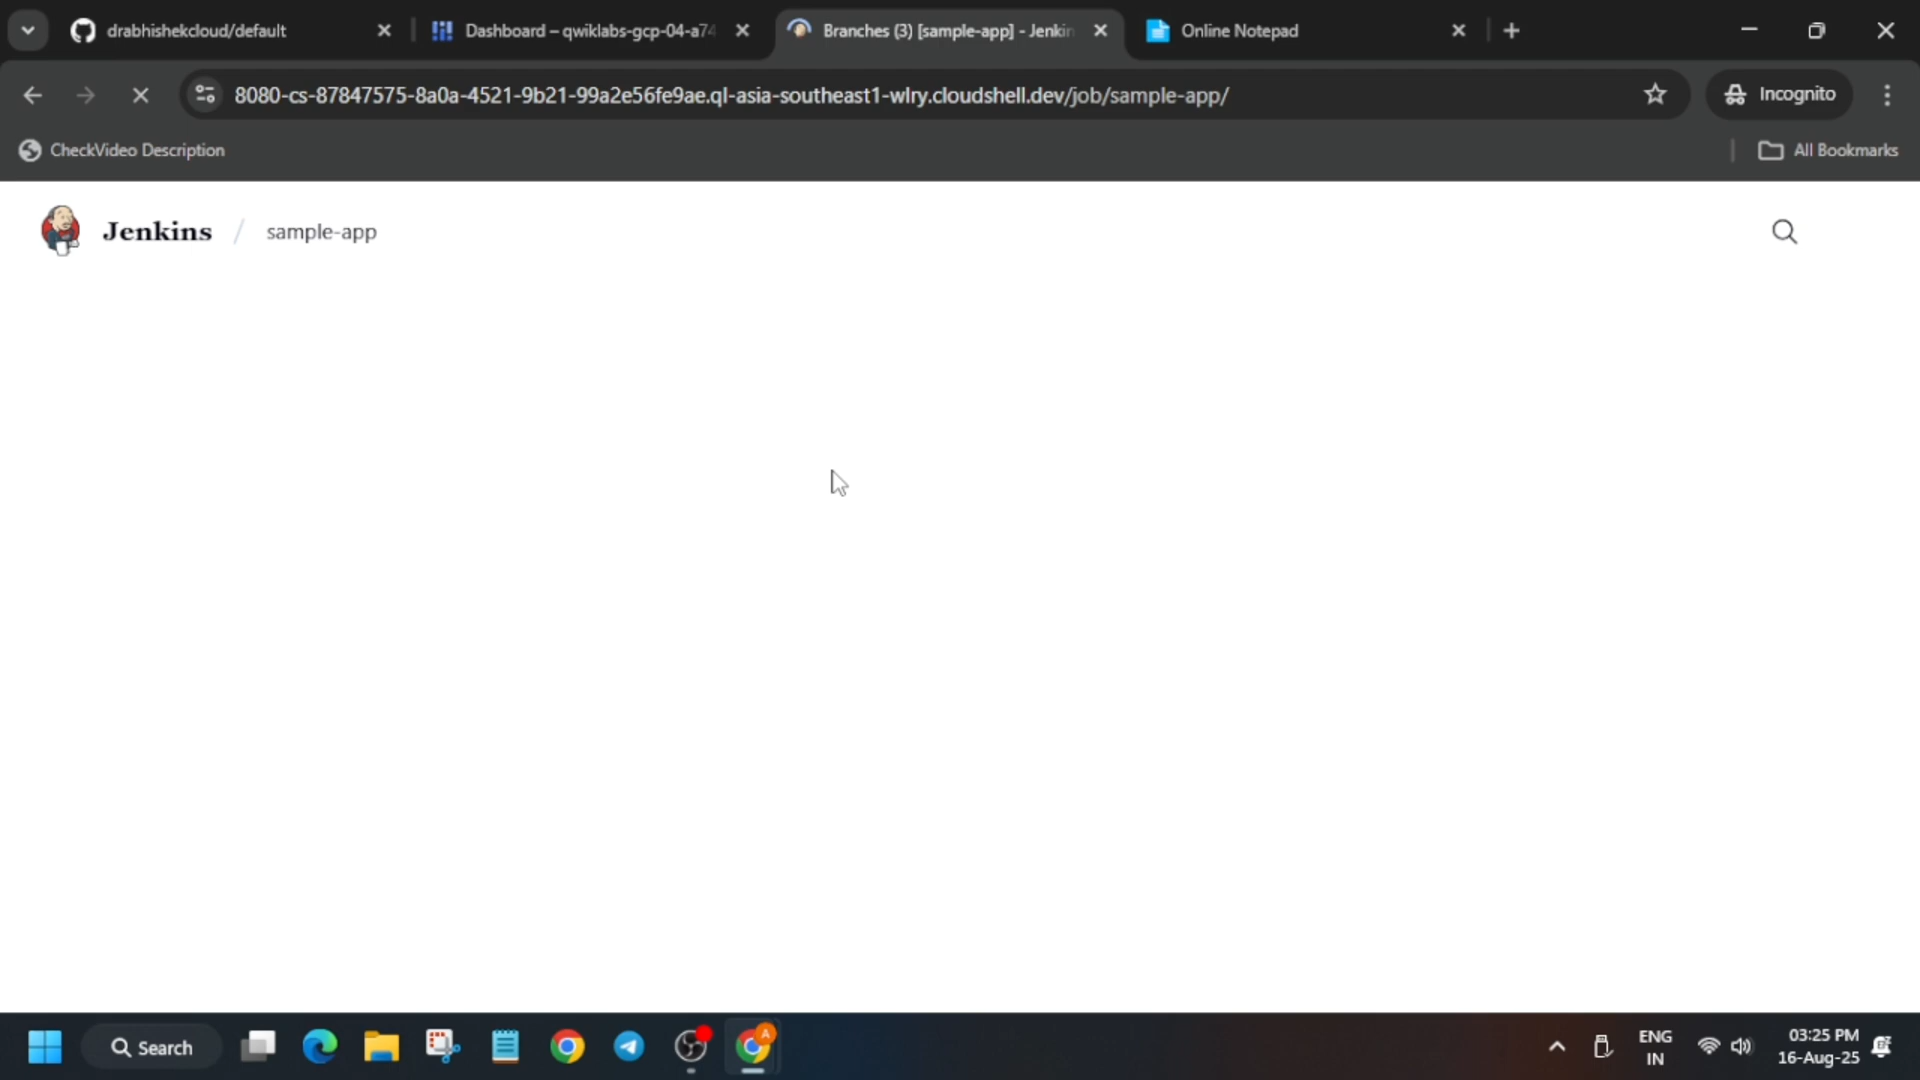 drabhishekcloud/default
Dashboard – qwiklabs-gcp-04-a74
Branches (3) [sample-app] - Jenkin
Online Notepad
8080-cs-87847575-8a0a-4521-9b21-99a2e56fe9ae.ql-asia-southeast1-wlry.cloudshell.dev/job/sample-app/
Incognito
CheckVideo Description
All Bookmarks
Jenkins / sample-app
Search
ENG
IN
03:25 PM
16-Aug-25